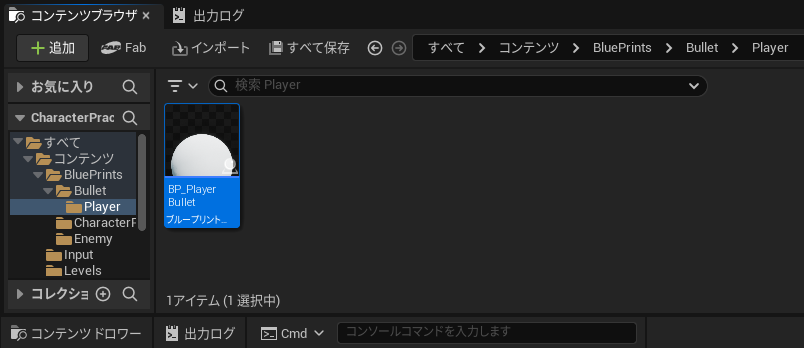 コンテンツブラウザ × 出力ログ
+ 追加 Fab インポート すべて保存 すべて > コンテンツ > BluePrints > Bullet > Player
お気に入り
検索 Player
CharacterPrac
すべて
コンテンツ
BluePrints
Bullet
Player
CharacterF
Enemy
Input
Levels
BP_Player
Bullet
ブループリント...
コレクショ
1アイテム (1 選択中)
コンテンツ ドロワー 出力ログ Cmd コンソールコマンドを入力します